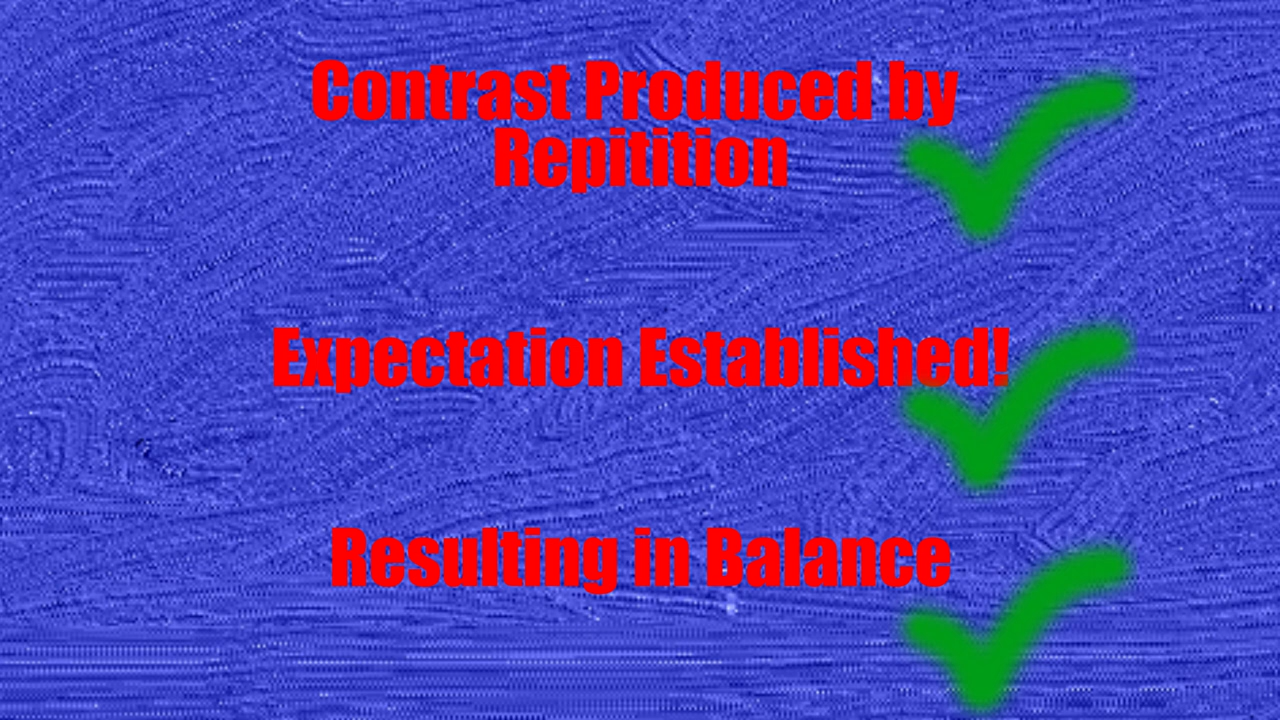 Contrast Produced by
Repitition
Expectation Established!
Resulting in Balance